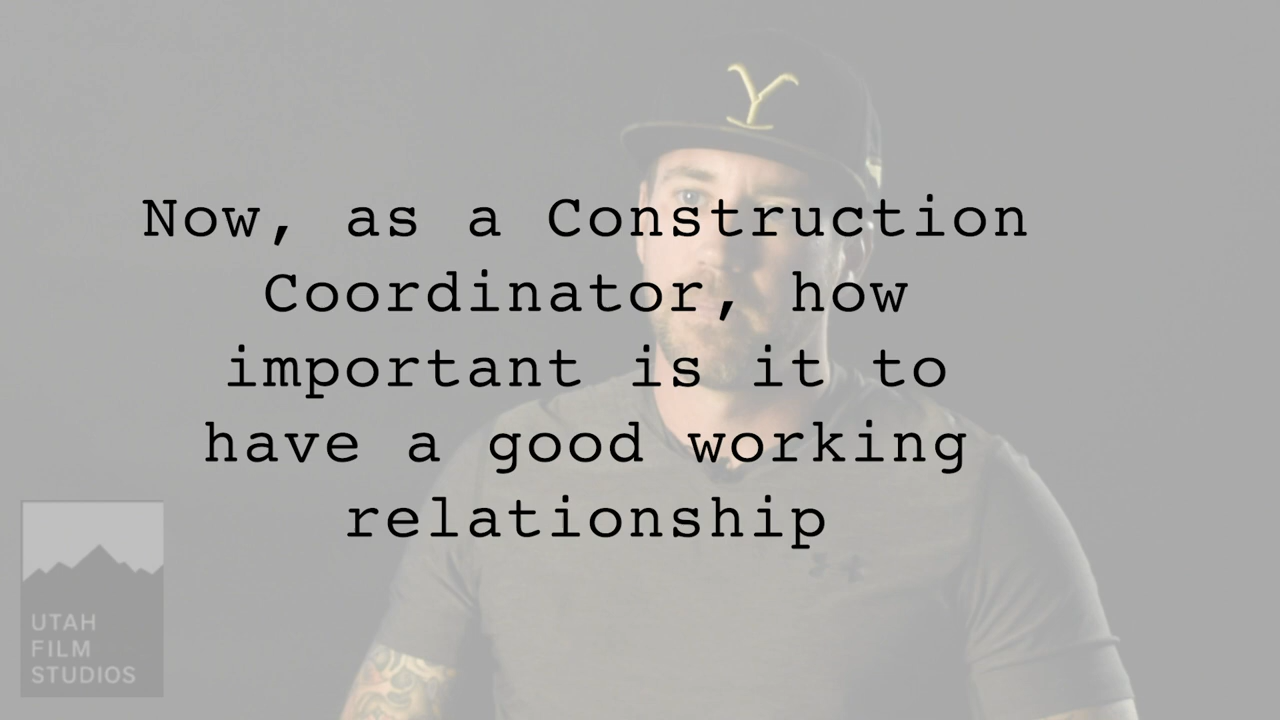 Now, as a Construction
Coordinator, how
important is it to
have a good working
relationship
Y
UTAH
FILM
STUDIOS